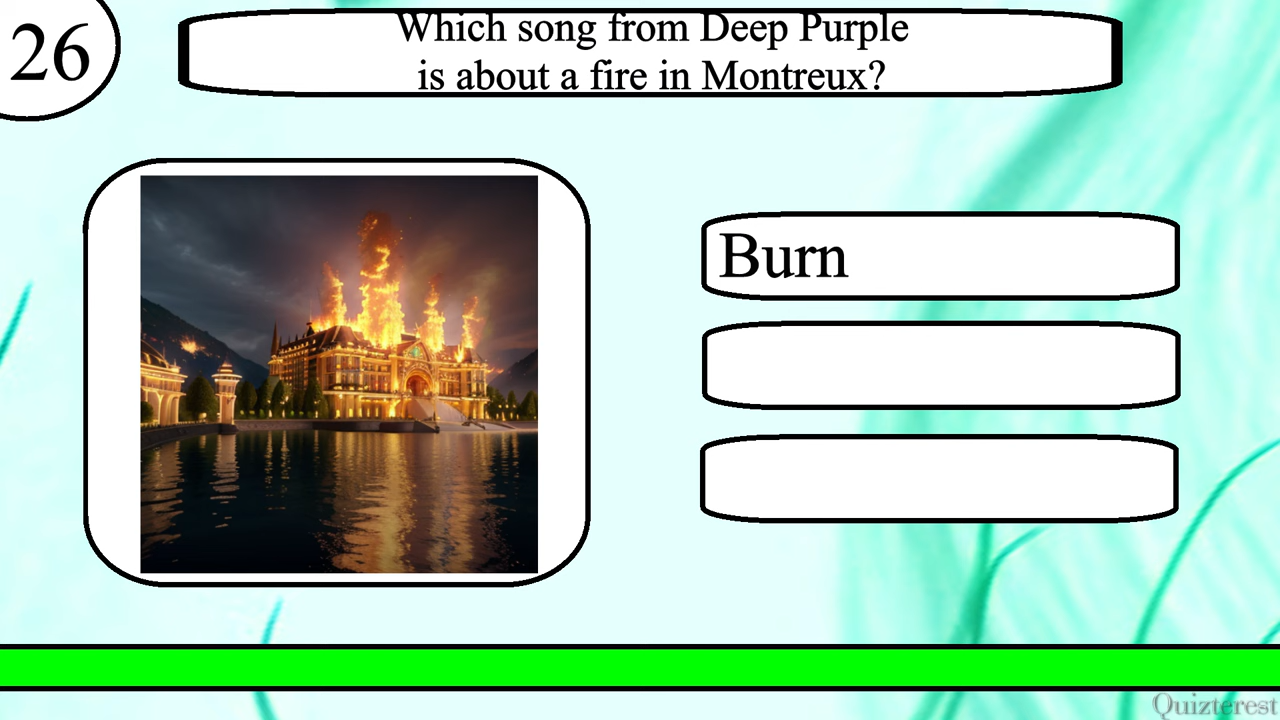 26
Which song from Deep Purple
is about a fire in Montreux?
Burn
Quizterest